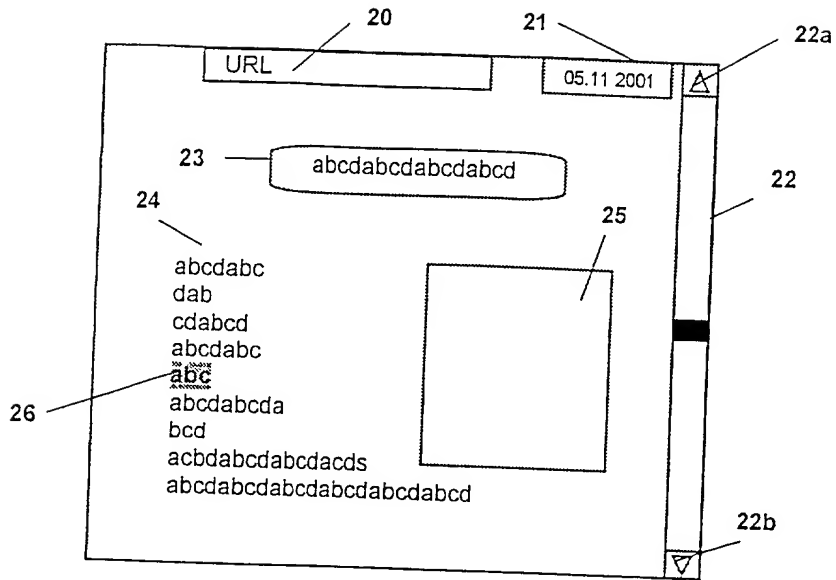 20
21
22a
URL
05.11 2001
23
abcdabcdabcdabcd
22
24
25
abcdabc
dab
cdabcd
abcdabc
abc
26
abcdabcda
bcd
acbdabcdabcdacds
abcdabcdabcdabcdabcdabcd
22b